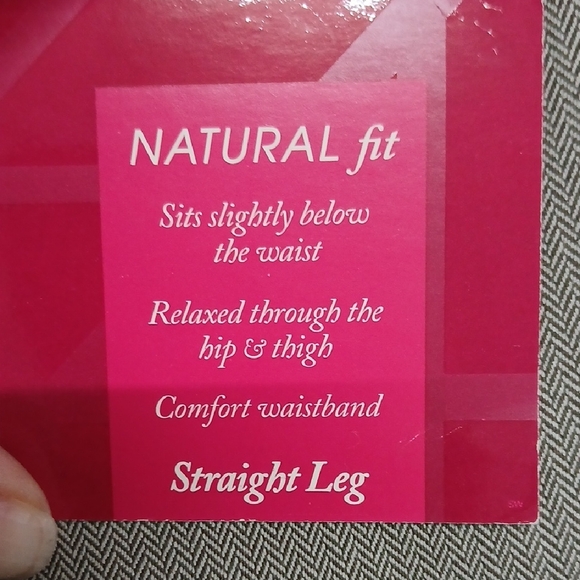 NATURAL fit
Sits slightly below
the waist
Relaxed through the
hip & thigh
Comfort waistband
Straight Leg